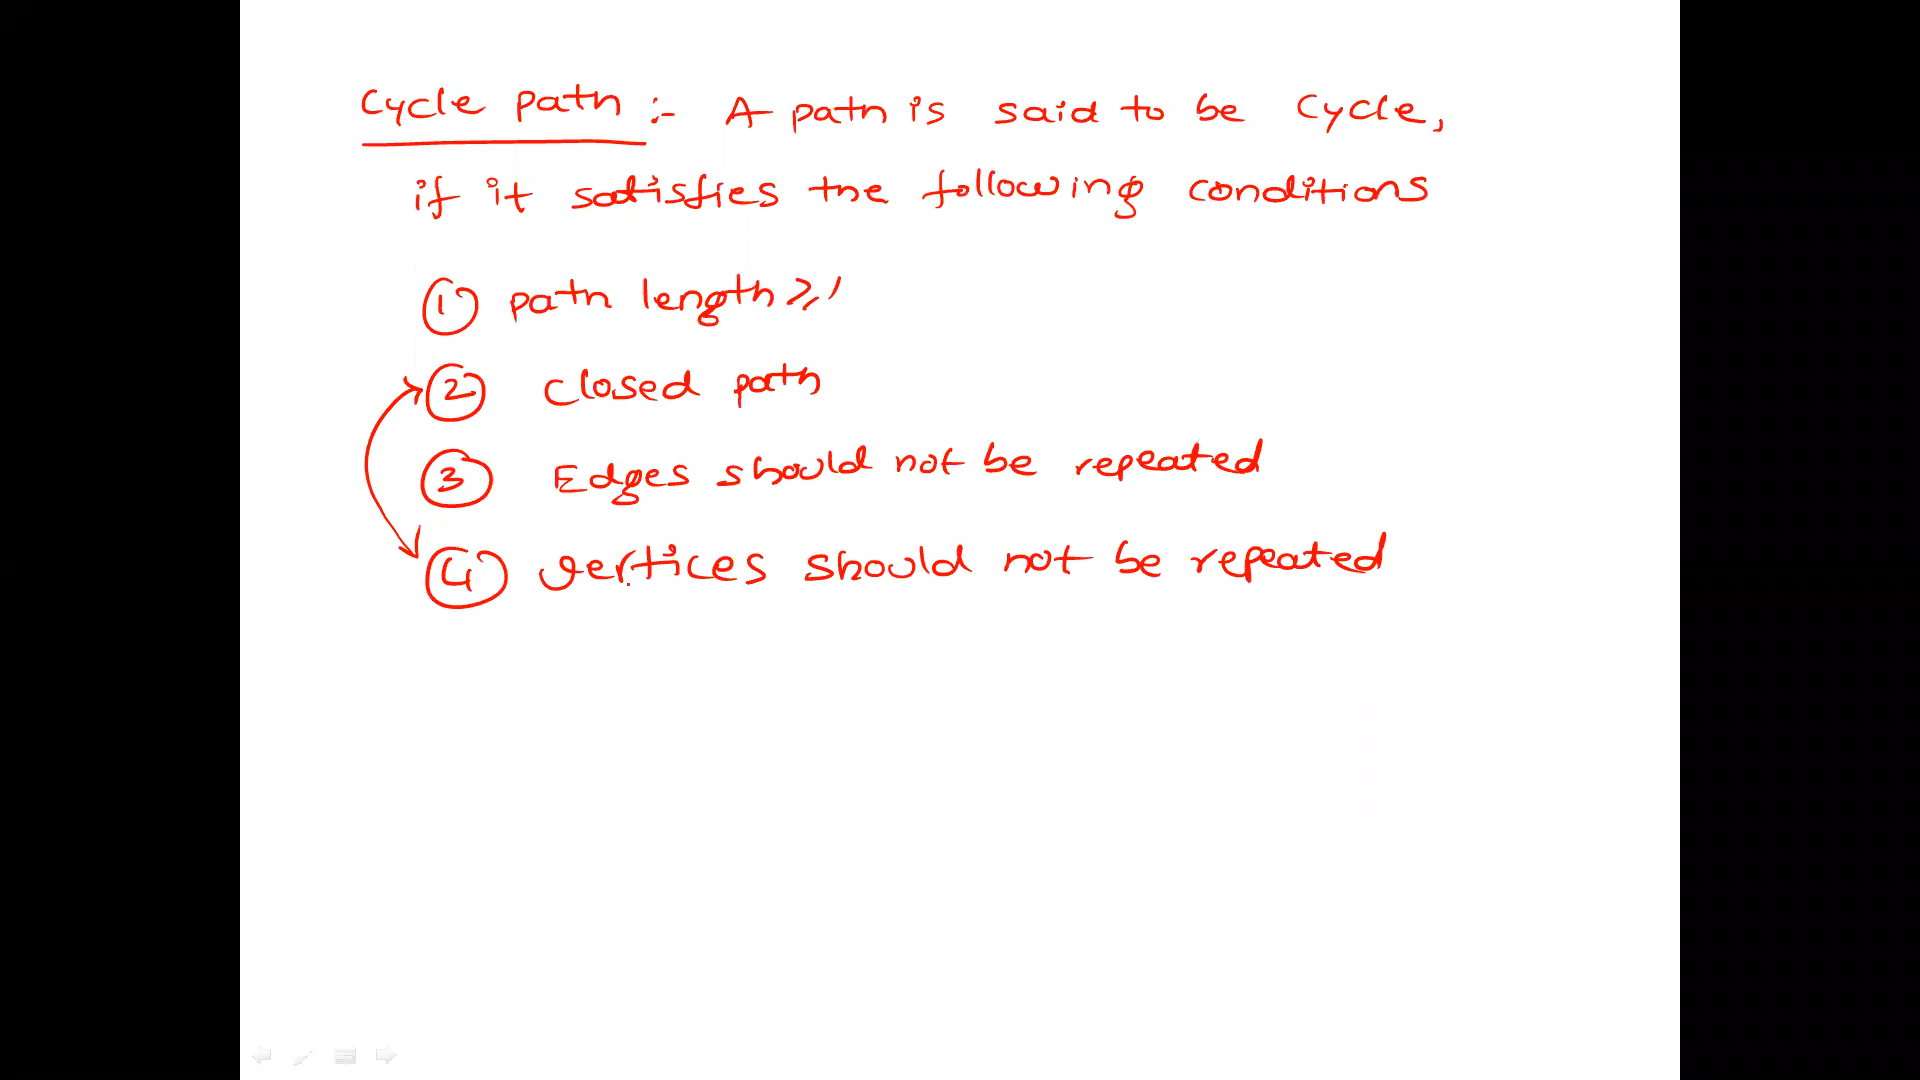 Cycle path :- A path is said to be cycle,
if it satisfies the following conditions
① path length ⩾ 1
② closed path
③ Edges should not be repeated
④ vertices should not be repeated